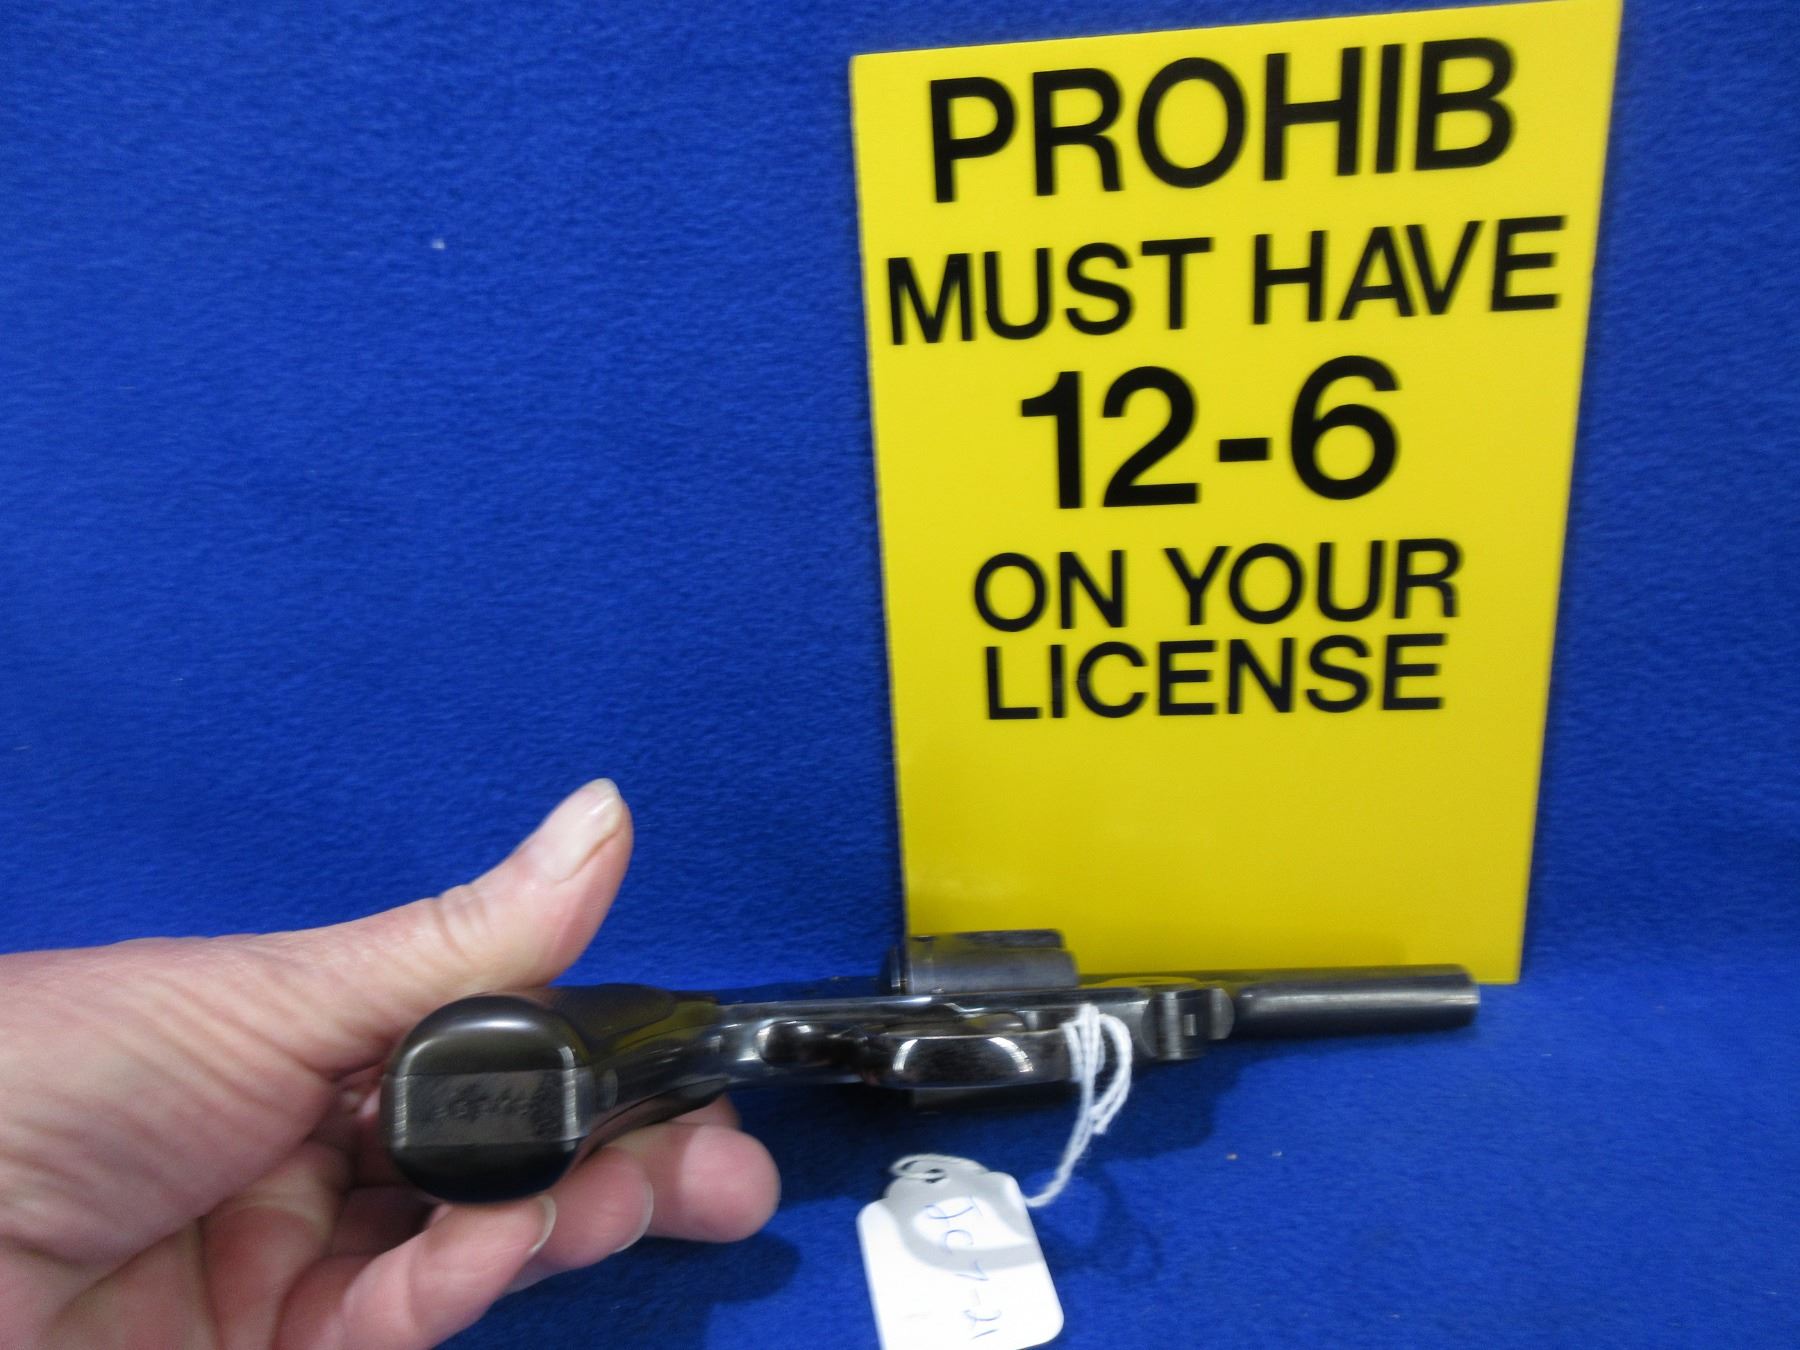 PROHIB
MUST HAVE
12-6
ON YOUR
LICENSE